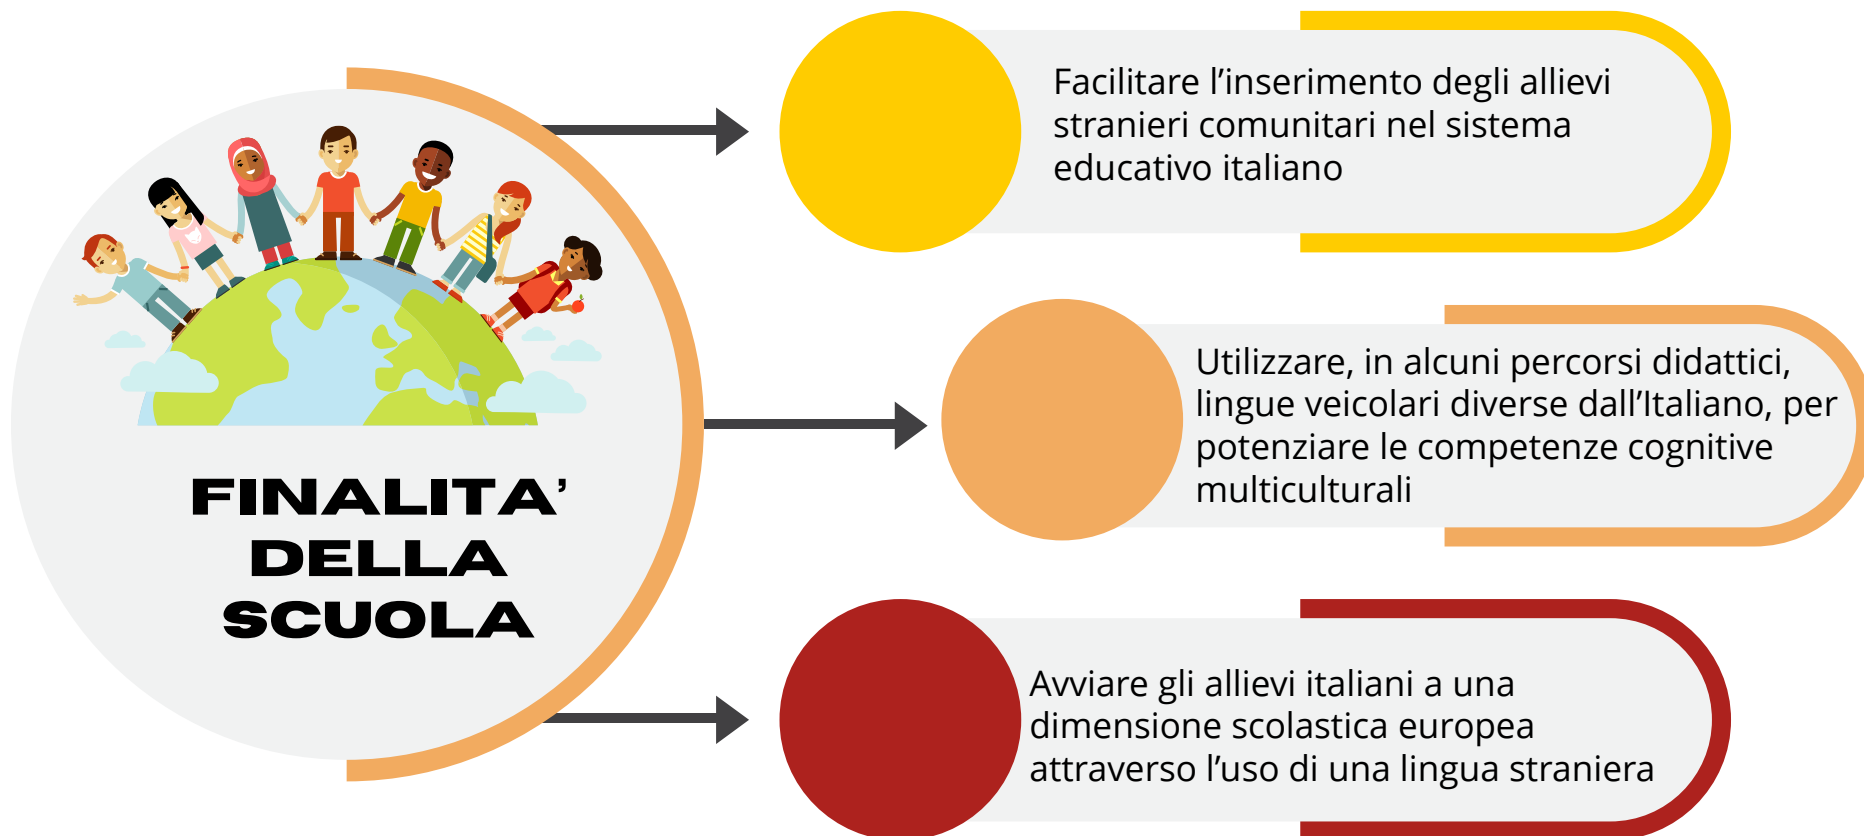 FINALITA’
DELLA
SCUOLA
Facilitare l’inserimento degli allievi
stranieri comunitari nel sistema
educativo italiano
Utilizzare, in alcuni percorsi didattici,
lingue veicolari diverse dall’Italiano, per
potenziare le competenze cognitive
multiculturali
Avviare gli allievi italiani a una
dimensione scolastica europea
attraverso l’uso di una lingua straniera